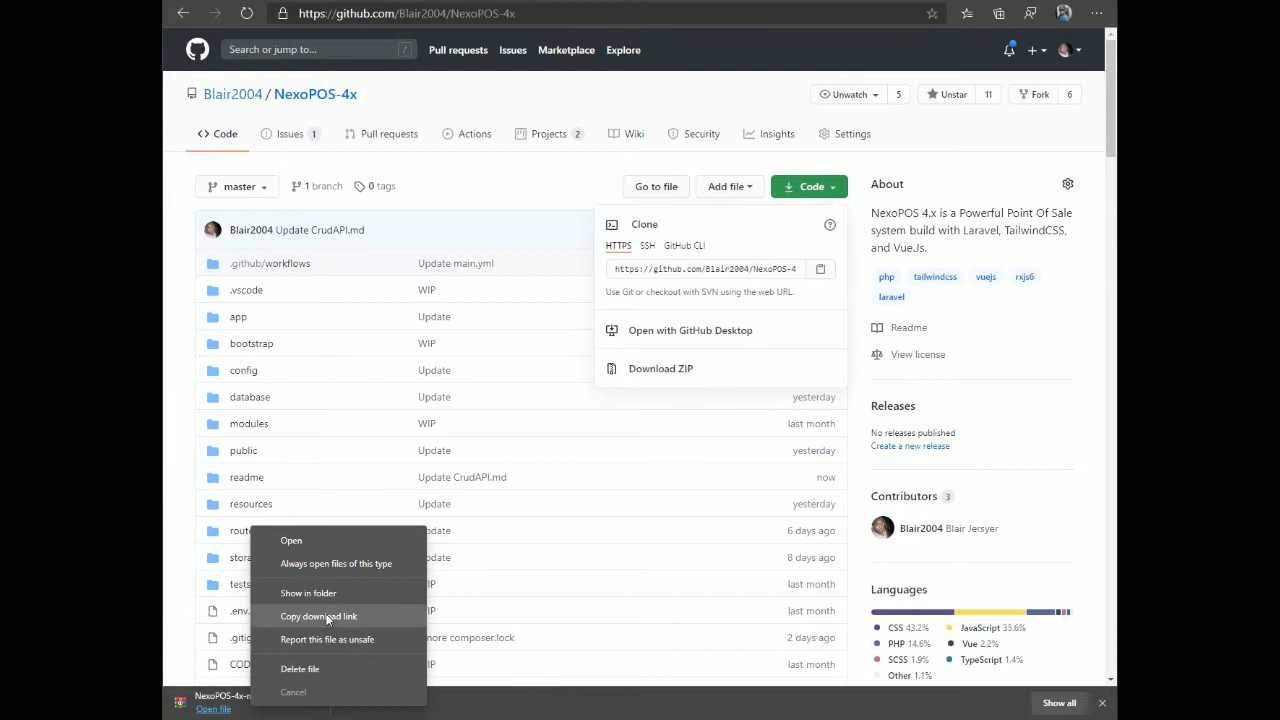 https://github.com/Blair2004/NexoPOS-4x
Search or jump to... /
Pull requests Issues Marketplace Explore
Blair2004 / NexoPOS-4x
Unwatch 5 Unstar 11 Fork 6
Code Issues 1 Pull requests Actions Projects 2 Wiki Security Insights Settings
master 1 branch 0 tags Go to file Add file Code
Blair2004 Update CrudAPI.md
.github/workflows Update main.yml
.vscode WIP
app Update
bootstrap WIP
config Update
database Update yesterday
modules WIP last month
public Update yesterday
readme Update CrudAPI.md now
resources Update yesterday
6 days ago
8 days ago
tests last month
last month
composer.lock 2 days ago
last month
Clone
HTTPS SSH GitHub CLI
https://github.com/Blair2004/NexoPOS-4
Use Git or checkout with SVN using the web URL.
Open with GitHub Desktop
Download ZIP
About
NexoPOS 4.x is a Powerful Point Of Sale
system build with Laravel, TailwindCSS,
and VueJs.
php tailwindcss vuejs rxjs6
laravel
Readme
View license
Releases
No releases published
Create a new release
Contributors 3
Blair2004 Blair Jersyer
Languages
CSS 43.2% JavaScript 35.6%
PHP 14.6% Vue 2.2%
SCSS 1.9% TypeScript 1.4%
Other 1.1%
Open
Always open files of this type
Show in folder
Copy download link
Report this file as unsafe
Delete file
Cancel
Open file
Show all